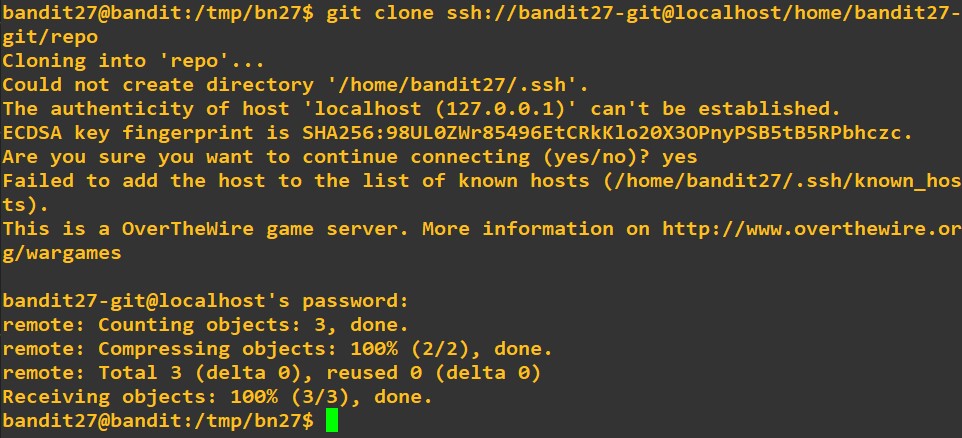 bandit27@bandit:/tmp/bn27$ git clone ssh://bandit27-git@localhost/home/bandit27-
git/repo
Cloning into 'repo'...
Could not create directory '/home/bandit27/.ssh'.
The authenticity of host 'localhost (127.0.0.1)' can't be established.
ECDSA key fingerprint is SHA256:98UL0ZWr85496EtCRkKlo20X3OPnyPSB5tB5RPbhczc.
Are you sure you want to continue connecting (yes/no)? yes
Failed to add the host to the list of known hosts (/home/bandit27/.ssh/known_hos
ts).
This is a OverTheWire game server. More information on http://www.overthewire.or
g/wargames
bandit27-git@localhost's password:
remote: Counting objects: 3, done.
remote: Compressing objects: 100% (2/2), done.
remote: Total 3 (delta 0), reused 0 (delta 0)
Receiving objects: 100% (3/3), done.
bandit27@bandit:/tmp/bn27$